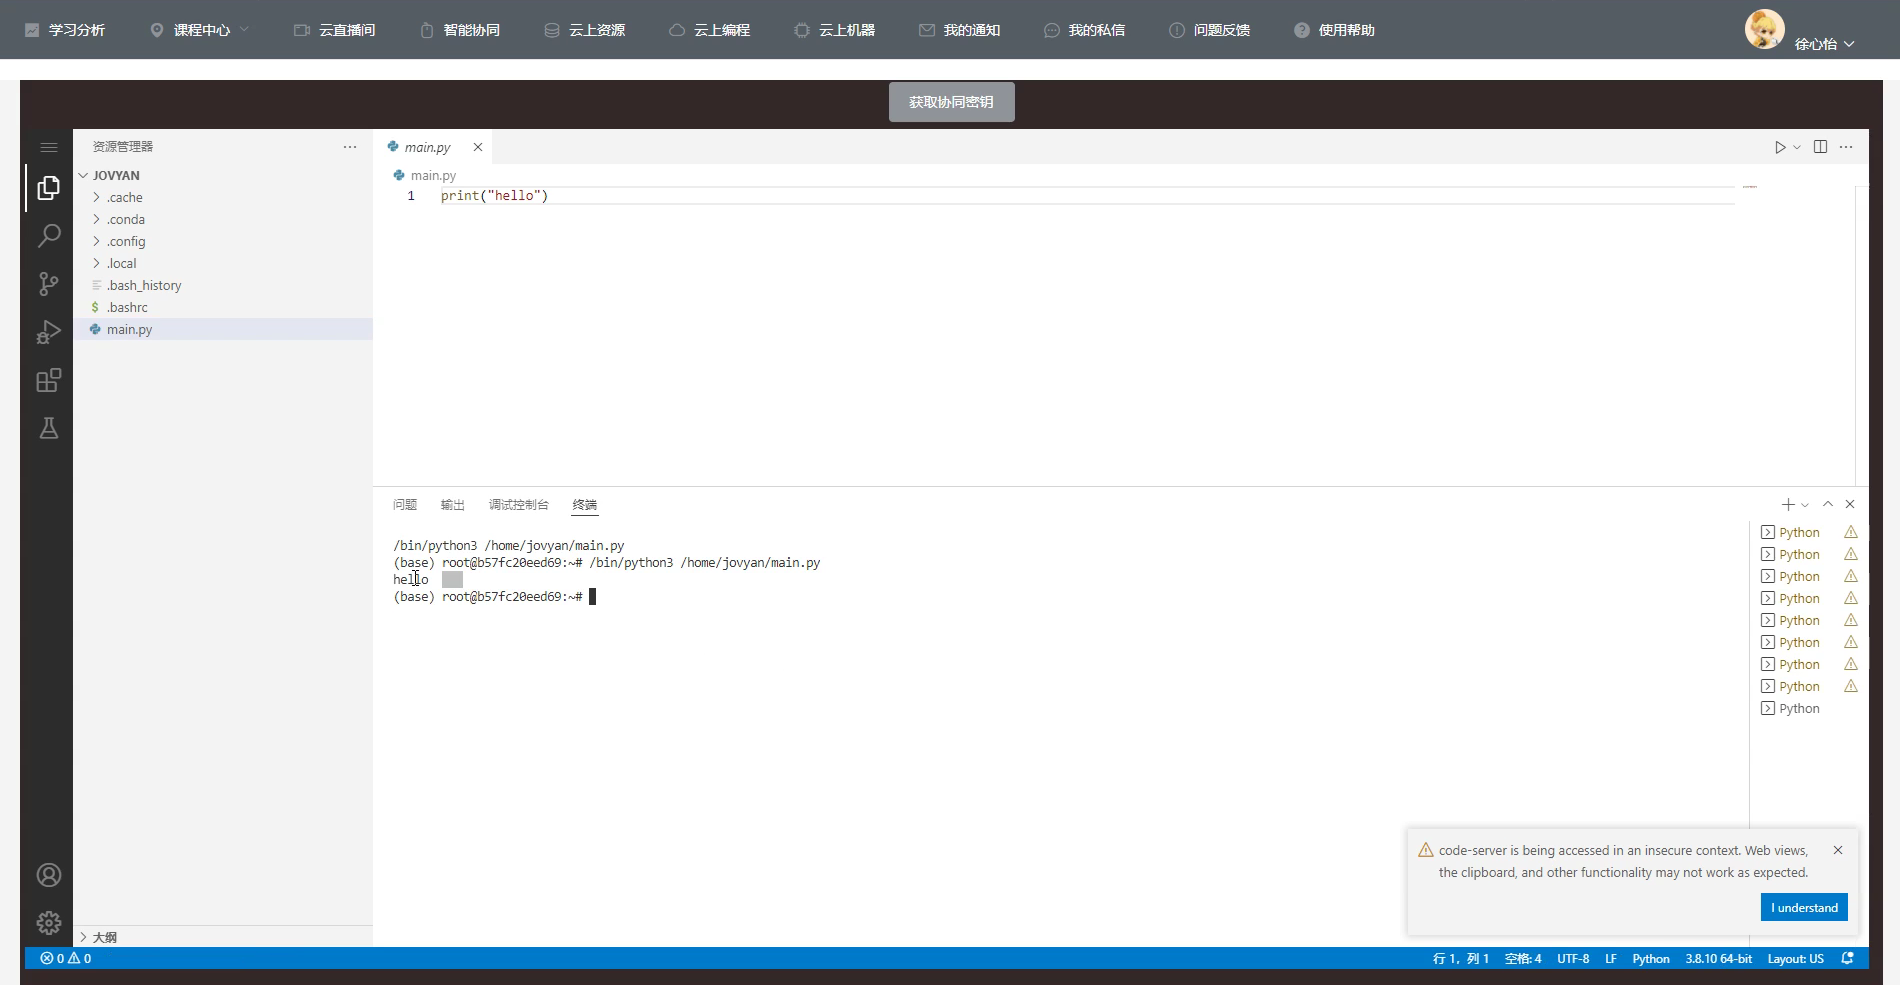 学习分析 课程中心 云直播间 智能协同 云上资源 云上编程 云上机器 我的通知 我的私信 问题反馈 使用帮助 徐心怡
获取协同密钥
资源管理器
JOVYAN
.cache
.conda
.config
.local
.bash_history
.bashrc
main.py
大纲
main.py
main.py
1 print("hello")
问题 输出 调试控制台 终端
/bin/python3 /home/jovyan/main.py
(base) root@b57fc20eed69:~# /bin/python3 /home/jovyan/main.py
hello
(base) root@b57fc20eed69:~#
Python
Python
Python
Python
Python
Python
Python
Python
Python
code-server is being accessed in an insecure context. Web views,
the clipboard, and other functionality may not work as expected.
I understand
0 0 行 1，列 1 空格: 4 UTF-8 LF Python 3.8.10 64-bit Layout: US